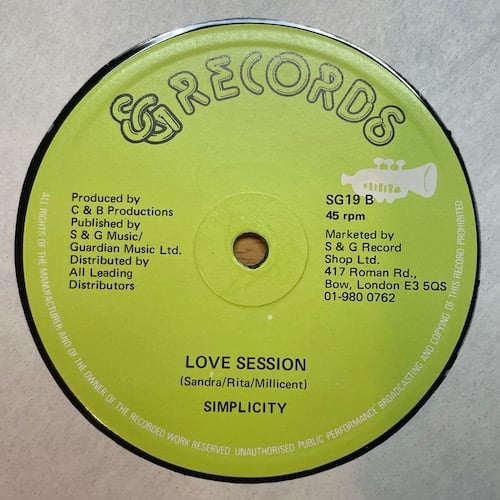 SG RECORDS
Produced by
C & B Productions
Published by
S & G Music/
Guardian Music Ltd.
Distributed by
All Leading
Distributors
SG19 B
45 rpm
Marketed by
S & G Record
Shop Ltd.
417 Roman Rd.,
Bow, London E3 5QS
01-980 0762
LOVE SESSION
(Sandra/Rita/Millicent)
SIMPLICITY
ALL RIGHTS OF THE MANUFACTURER AND OF THE OWNER OF THE RECORDED WORK RESERVED UNAUTHORISED PUBLIC PERFORMANCE BROADCASTING AND COPYING OF THIS RECORD PROHIBITED